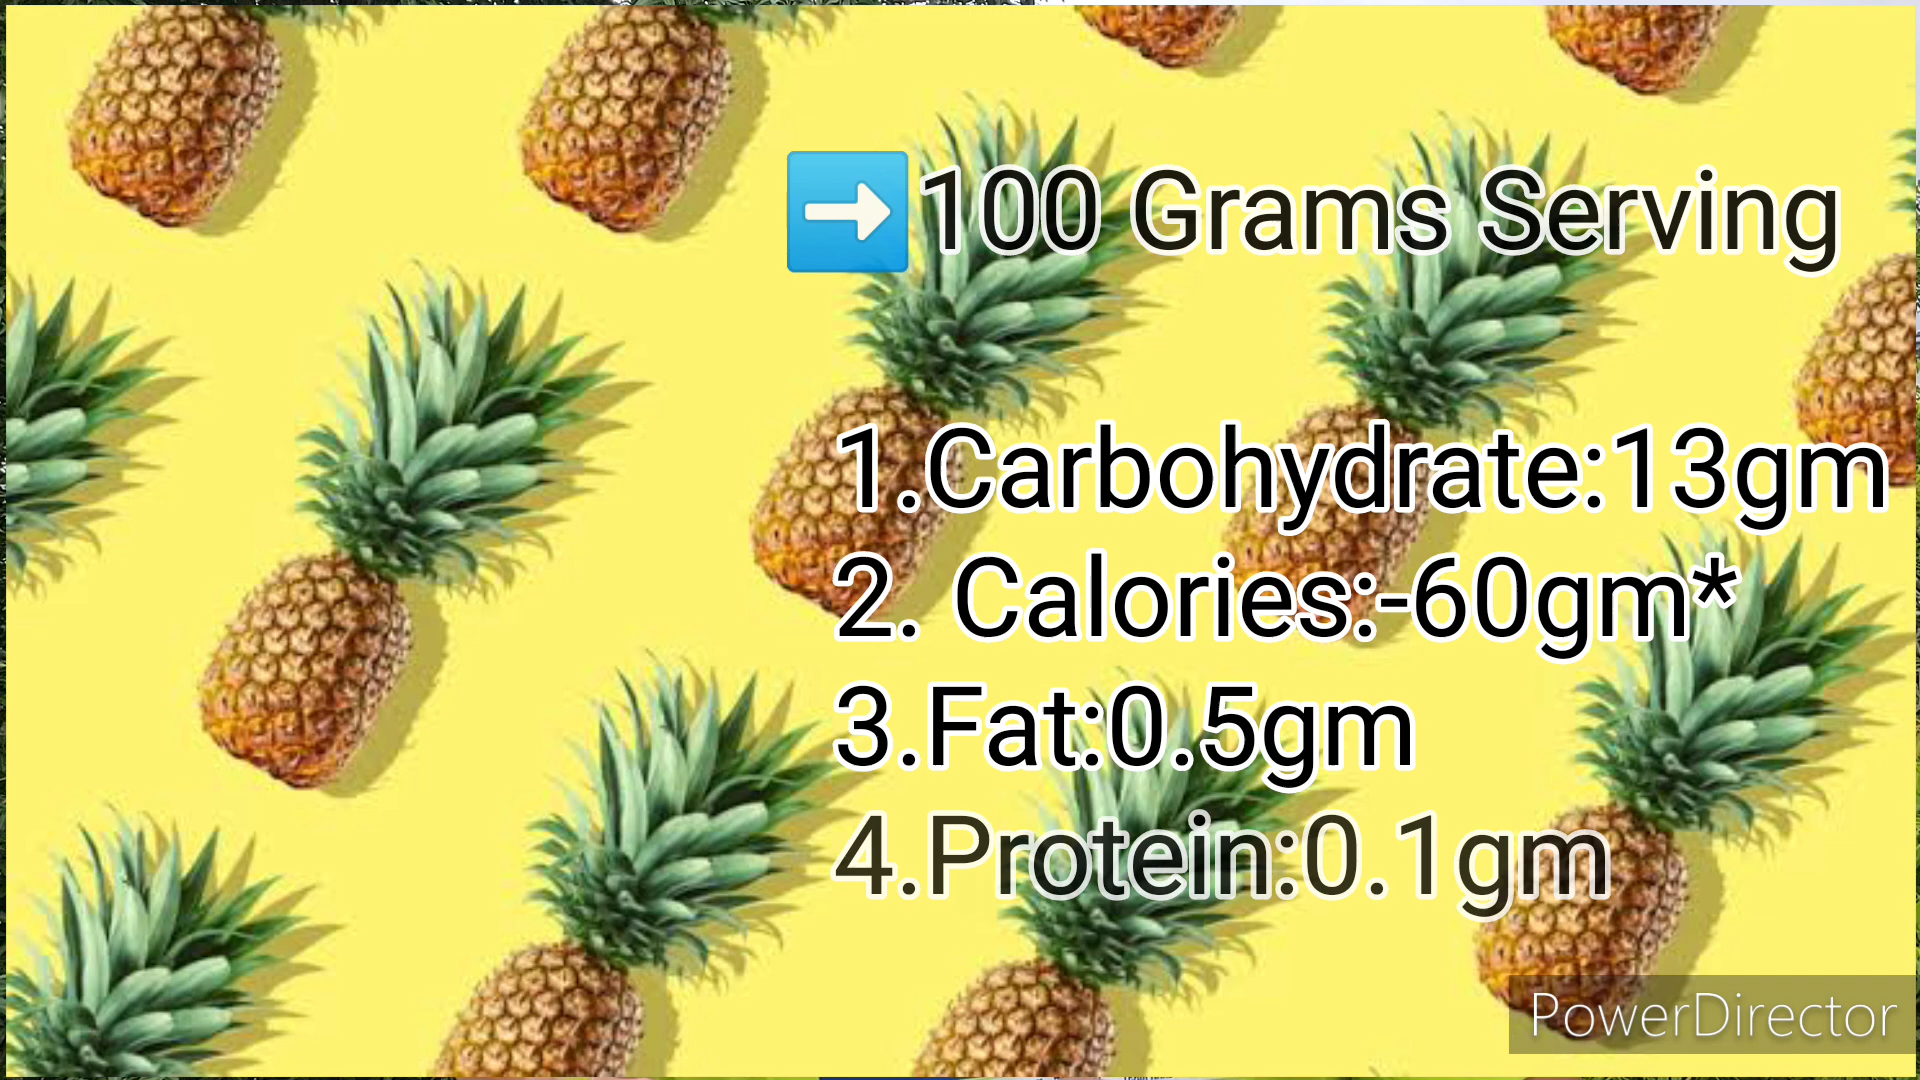 ➡100 Grams Serving
1.Carbohydrate:13gm
2. Calories:-60gm*
3.Fat:0.5gm
4.Protein:0.1gm
PowerDirector